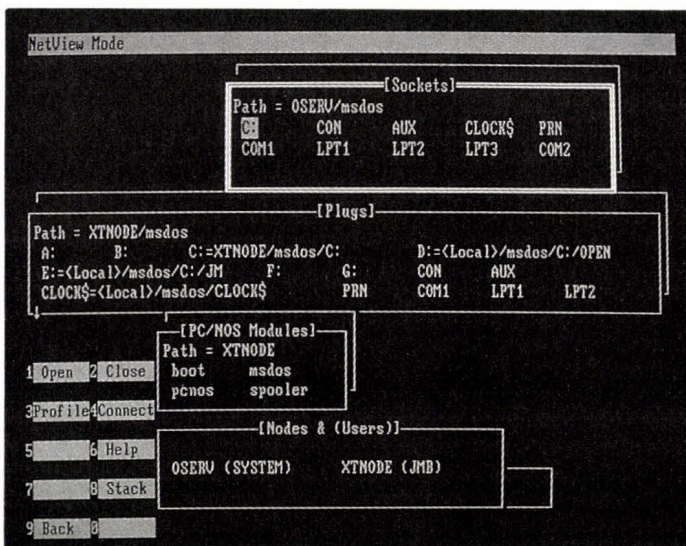 NetView Mode
[Sockets]
Path = OSERV/msdos
C: CON AUX CLOCK$ PRN
COM1 LPT1 LPT2 LPT3 COM2
[Plugs]
Path = XTNODE/msdos
A: B: C:=XTNODE/msdos/C: D:=<Local>/msdos/C:/OPEN
E:=<Local>/msdos/C:/JM F: G: CON AUX
CLOCK$=<Local>/msdos/CLOCK$ PRN COM1 LPT1 LPT2
[PC/NOS Modules]
Path = XTNODE
boot msdos
pcnos spooler
[Nodes & (Users)]
OSERV (SYSTEM) XTNODE (JMB)
1 Open 2 Close
3 Profile 4 Connect
5 6 Help
7 8 Stack
9 Back 0